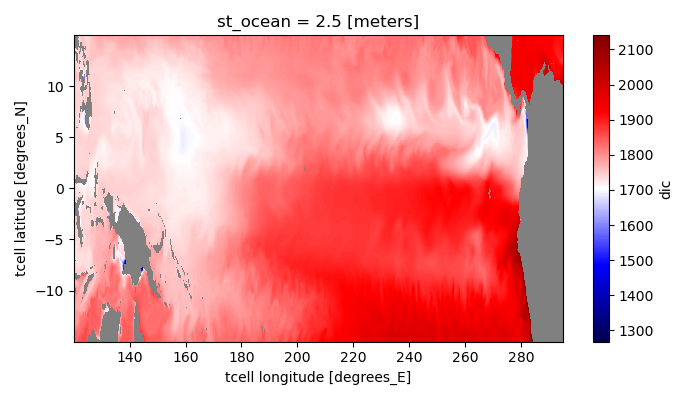 st_ocean = 2.5 [meters]
10
5
0
−5
−10
tcell latitude [degrees_N]
140 160 180 200 220 240 260 280
tcell longitude [degrees_E]
2100
2000
1900
1800
1700
1600
1500
1400
1300
dic